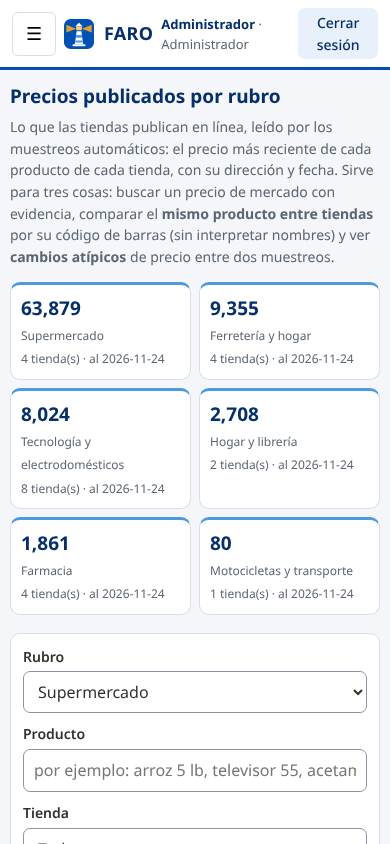 ☰
FARO
Administrador ·
Administrador
Cerrar
sesión
Precios publicados por rubro
Lo que las tiendas publican en línea, leído por los
muestreos automáticos: el precio más reciente de cada
producto de cada tienda, con su dirección y fecha. Sirve
para tres cosas: buscar un precio de mercado con
evidencia, comparar el mismo producto entre tiendas
por su código de barras (sin interpretar nombres) y ver
cambios atípicos de precio entre dos muestreos.
63,879
Supermercado
4 tienda(s) · al 2026-11-24
9,355
Ferretería y hogar
4 tienda(s) · al 2026-11-24
8,024
Tecnología y
electrodomésticos
8 tienda(s) · al 2026-11-24
2,708
Hogar y librería
2 tienda(s) · al 2026-11-24
1,861
Farmacia
4 tienda(s) · al 2026-11-24
80
Motocicletas y transporte
1 tienda(s) · al 2026-11-24
Rubro
Supermercado
Producto
por ejemplo: arroz 5 lb, televisor 55, acetam
Tienda